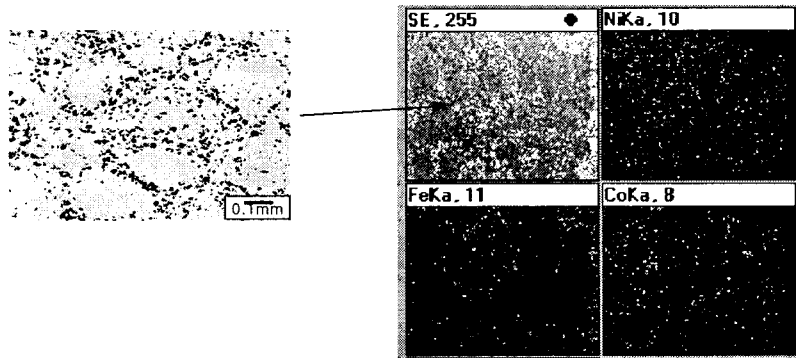 SE, 255
NiKa, 10
0.1mm
FeKa, 11
CoKa, 8